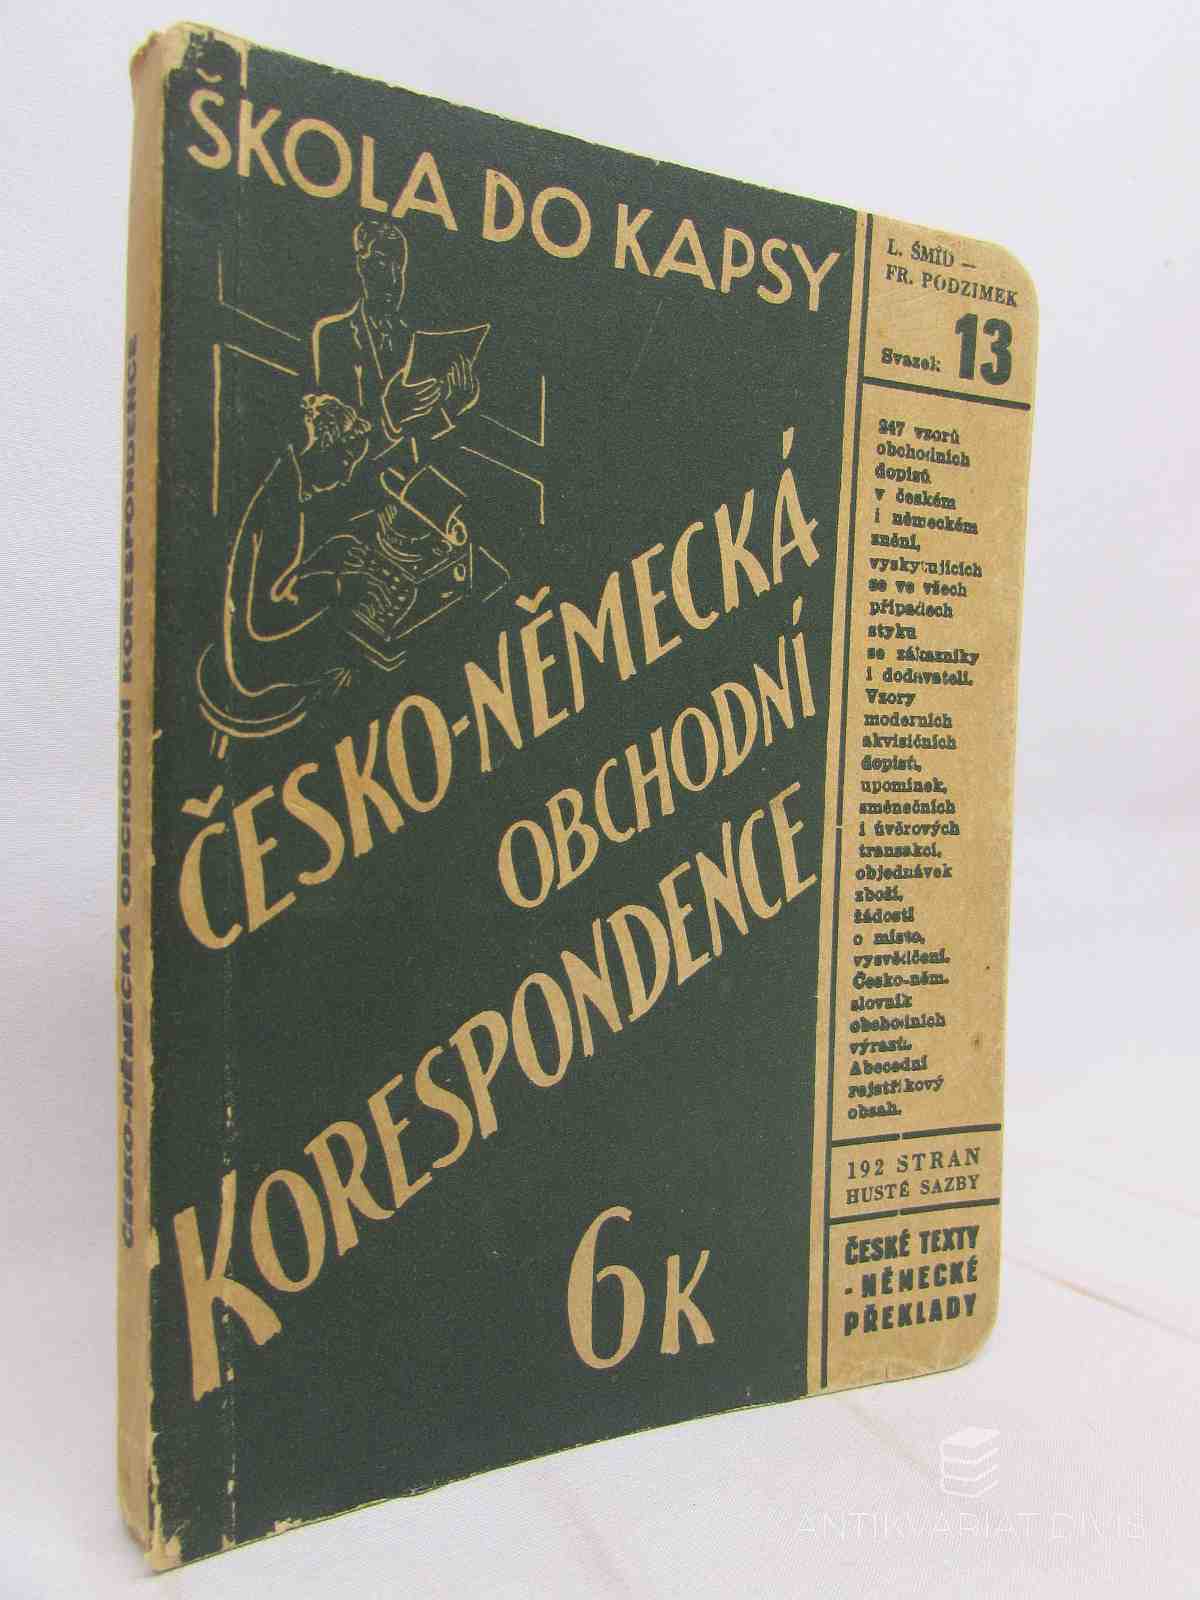 ŠKOLA DO KAPSY
L. ŠMÍD –
FR. PODZIMEK
Svazek 13
ČESKO-NĚMECKÁ
OBCHODNÍ
KORESPONDENCE
6K
247 vzorů
obchodních
dopisů
v českém
i německém
znění,
vyskytujících
se ve všech
případech
styku
se zákazníky
i dodavateli.
Vzory
moderních
akvisičních
dopisů,
upomínek,
směnečních
i úvěrových
transakcí,
objednávek
zboží,
žádosti
o místo,
vysvědčení.
Česko-něm.
slovník
obchodních
výrazů.
Abecední
rejstříkový
obsah.
192 STRAN
HUSTÉ SAZBY
ČESKÉ TEXTY
- NĚMECKÉ
PŘEKLADY
ČESKO-NĚMECKÁ OBCHODNÍ KORESPONDENCE
ANTIKVARIAT DIVIŠ